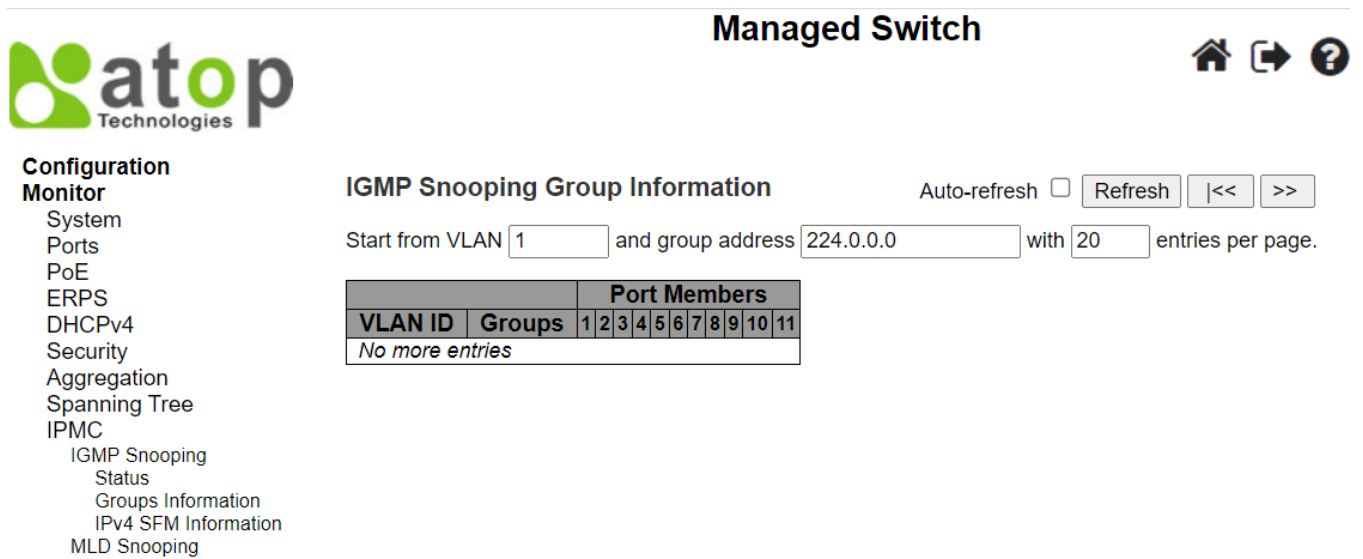 Managed Switch
atop
Technologies
Configuration
Monitor
System
Ports
PoE
ERPS
DHCPv4
Security
Aggregation
Spanning Tree
IPMC
IGMP Snooping
Status
Groups Information
IPv4 SFM Information
MLD Snooping
IGMP Snooping Group Information
Auto-refresh Refresh |<< >>
Start from VLAN 1 and group address 224.0.0.0 with 20 entries per page.
Port Members
VLAN ID Groups 1 2 3 4 5 6 7 8 9 10 11
No more entries